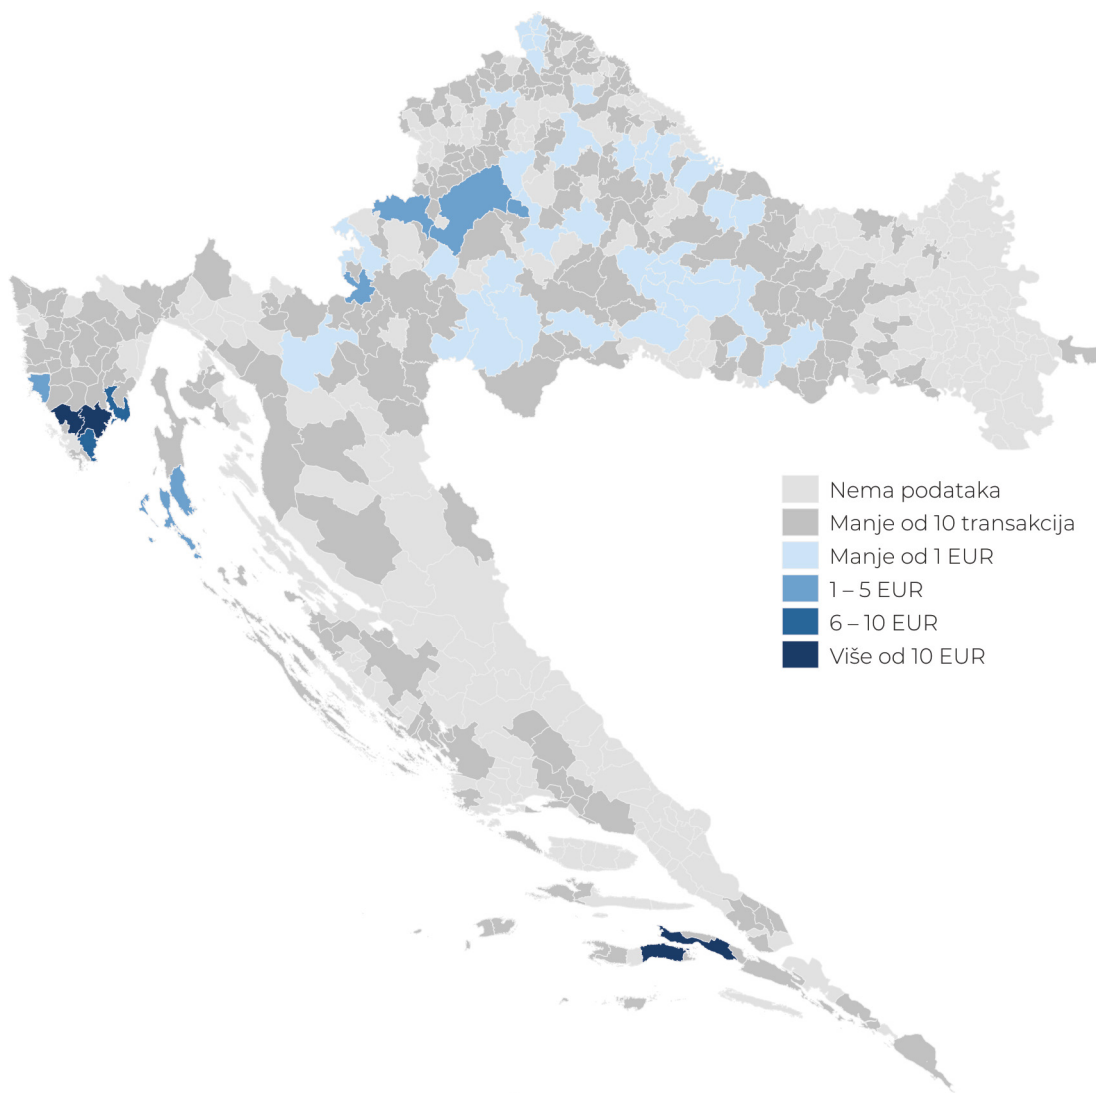 Nema podataka
Manje od 10 transakcija
Manje od 1 EUR
1 – 5 EUR
6 – 10 EUR
Više od 10 EUR